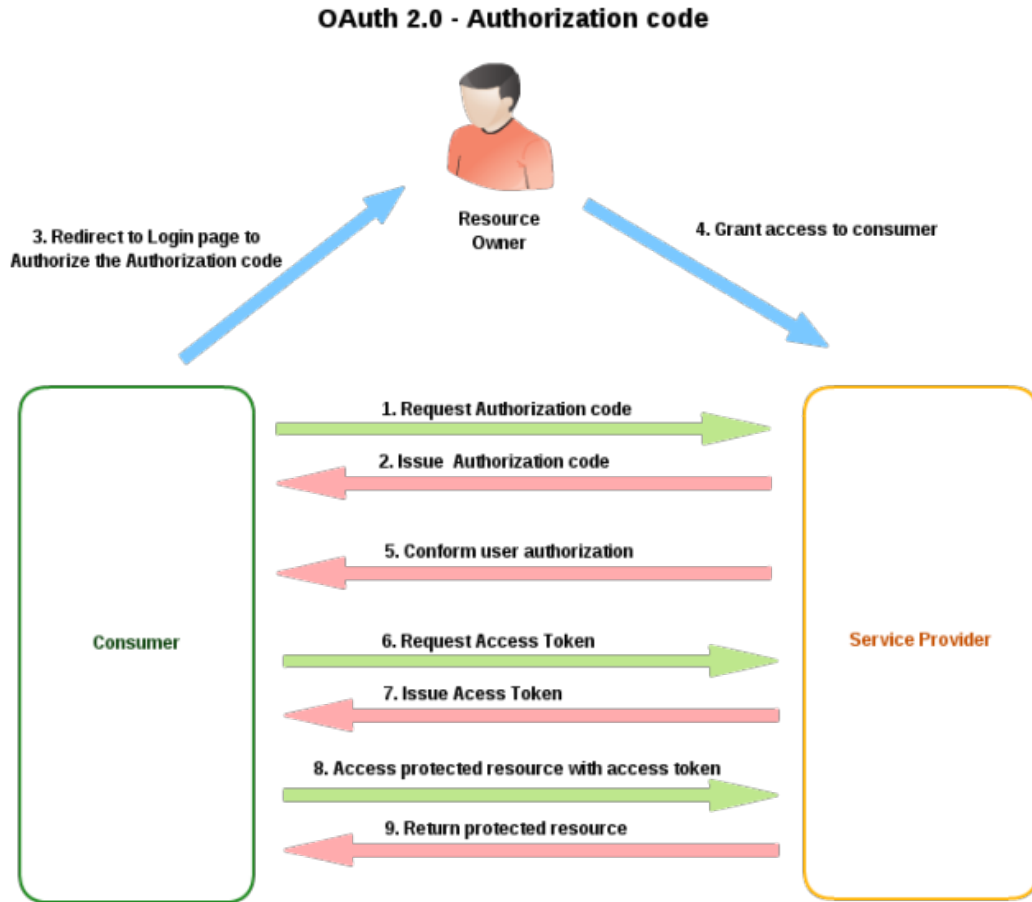 OAuth 2.0 - Authorization code
Resource
Owner
3. Redirect to Login page to
Authorize the Authorization code
4. Grant access to consumer
1. Request Authorization code
2. Issue  Authorization code
5. Conform user authorization
Consumer
6. Request Access Token
Service Provider
7. Issue Acess Token
8. Access protected resource with access token
9. Return protected resource